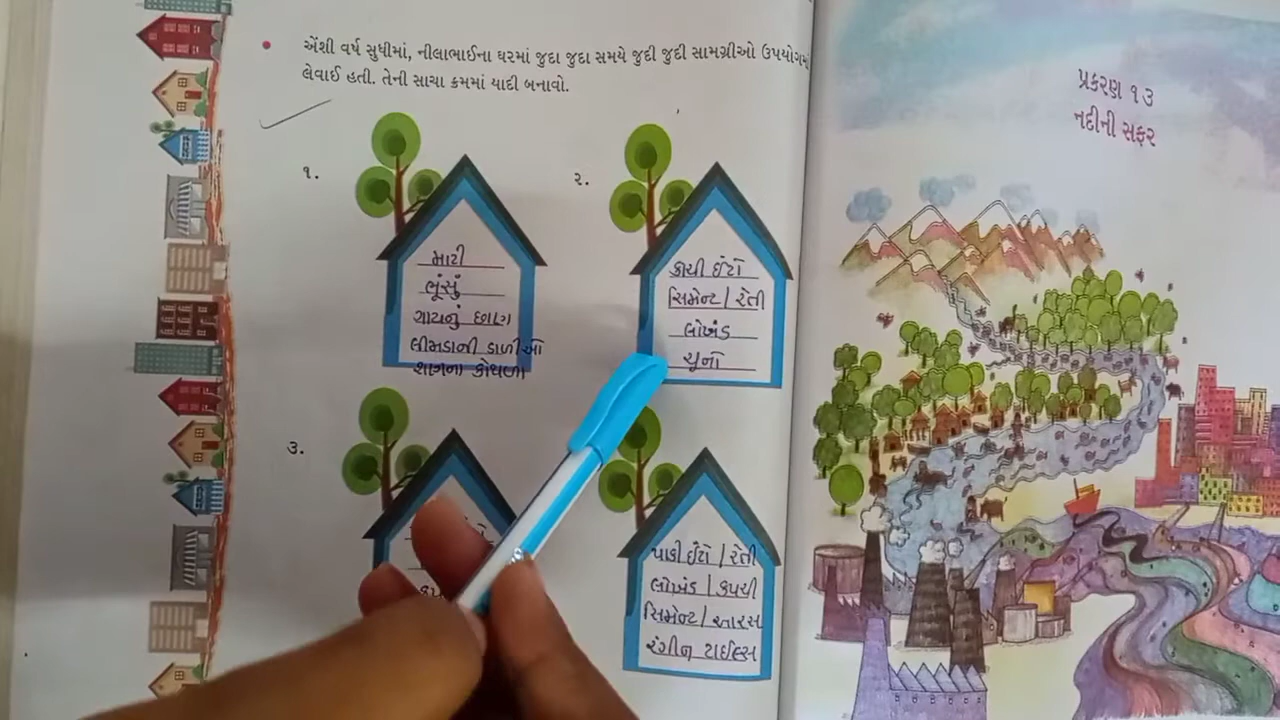 એંશી વર્ષ સુધીમાં, નીલાભાઈના ઘરમાં જુદા જુદા સમયે જુદી જુદી સામગ્રીઓ ઉપયોગમાં
લેવાઈ હતી. તેની સાચા ક્રમમાં યાદી બનાવો.
૧.
માટી
ભૂંસું
ગાયનું છાણ
લીમડાની ડાળીઓ
શણના કોથળા
૨.
કાચી ઈંટો
સિમેન્ટ / રેતી
લોખંડ
ચૂનો
૩.
પાકી ઈંટો / રેતી
લોખંડ / કપચી
સિમેન્ટ / આરસ
રંગીન ટાઈલ્સ
પ્રકરણ ૧૩
નદીની સફર